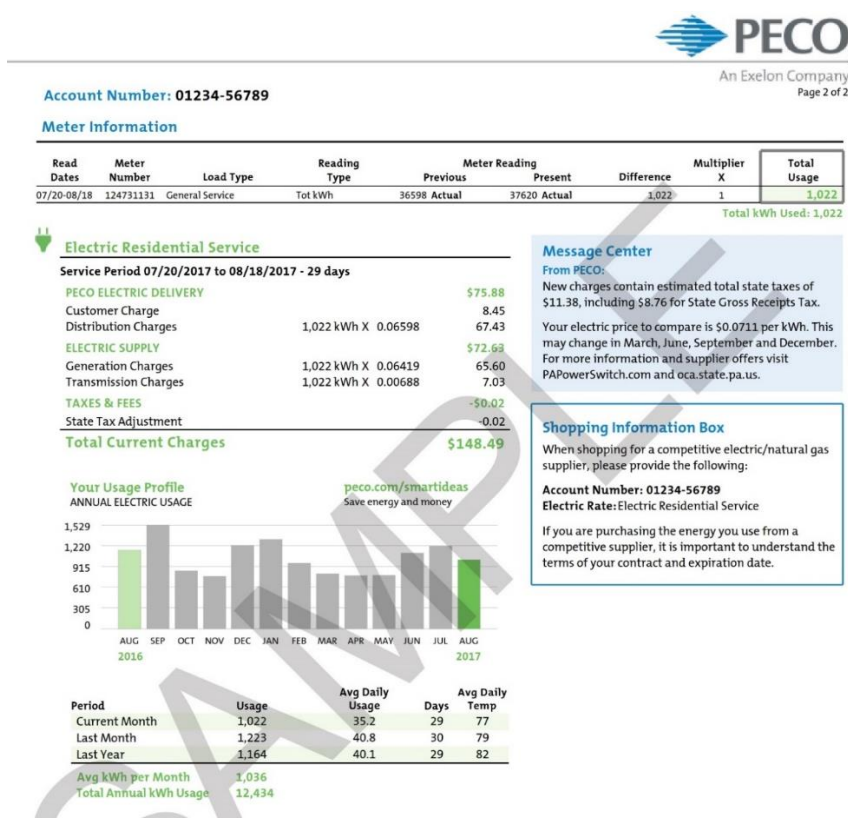 PECO
An Exelon Company
Page 2 of 2
Account Number: 01234-56789
Meter Information
Read Dates Meter Number Load Type Reading Type Meter Reading Previous Present Difference Multiplier X Total Usage
07/20-08/18 124731131 General Service Tot kWh 36598 Actual 37620 Actual 1,022 1 1,022
Total kWh Used: 1,022
Electric Residential Service
Service Period 07/20/2017 to 08/18/2017 - 29 days
PECO ELECTRIC DELIVERY $75.88
Customer Charge 8.45
Distribution Charges 1,022 kWh X 0.06598 67.43
ELECTRIC SUPPLY $72.63
Generation Charges 1,022 kWh X 0.06419 65.60
Transmission Charges 1,022 kWh X 0.00688 7.03
TAXES & FEES -$0.02
State Tax Adjustment -0.02
Total Current Charges $148.49
Message Center
From PECO:
New charges contain estimated total state taxes of
$11.38, including $8.76 for State Gross Receipts Tax.
Your electric price to compare is $0.0711 per kWh. This
may change in March, June, September and December.
For more information and supplier offers visit
PAPowerSwitch.com and oca.state.pa.us.
Shopping Information Box
When shopping for a competitive electric/natural gas
supplier, please provide the following:
Account Number: 01234-56789
Electric Rate: Electric Residential Service
If you are purchasing the energy you use from a
competitive supplier, it is important to understand the
terms of your contract and expiration date.
Your Usage Profile peco.com/smartideas
ANNUAL ELECTRIC USAGE Save energy and money
1,529
1,220
915
610
305
0
AUG SEP OCT NOV DEC JAN FEB MAR APR MAY JUN JUL AUG
2016 2017
Period Usage Avg Daily Usage Days Avg Daily Temp
Current Month 1,022 35.2 29 77
Last Month 1,223 40.8 30 79
Last Year 1,164 40.1 29 82
Avg kWh per Month 1,036
Total Annual kWh Usage 12,434
SAMPLE